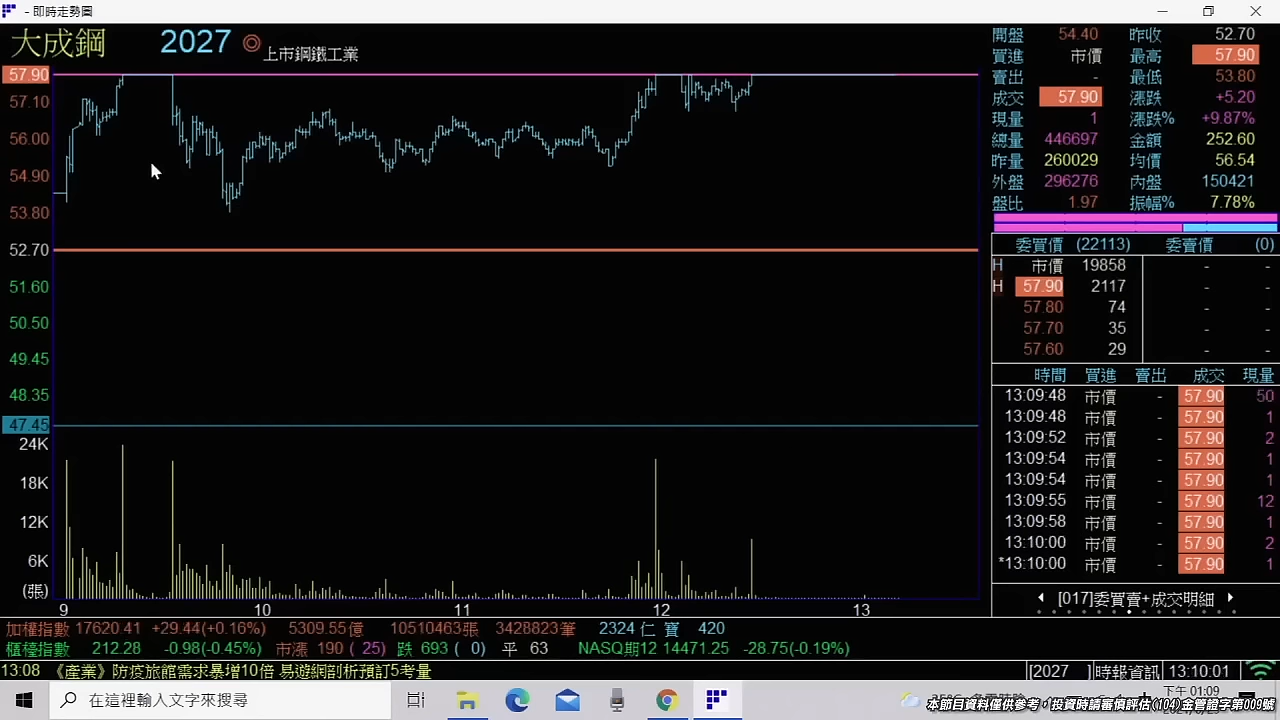 - 即時走勢圖
大成鋼 2027 ◎ 上市鋼鐵工業
57.90
57.10
56.00
54.90
53.80
52.70
51.60
50.50
49.45
48.35
47.45
24K
18K
12K
6K
(張)
9 10 11 12 13
開盤 54.40 昨收 52.70
買進 市價 最高 57.90
賣出 - 最低 53.80
成交 57.90 漲跌 +5.20
現量 1 漲跌% +9.87%
總量 446697 金額 252.60
昨量 260029 均價 56.54
外盤 296276 內盤 150421
盤比 1.97 振幅% 7.78%
委買價 (22113) 委賣價 (0)
H 市價 19858 - -
H 57.90 2117 - -
57.80 74 - -
57.70 35 - -
57.60 29 - -
時間 買進 賣出 成交 現量
13:09:48 市價 - 57.90 50
13:09:48 市價 - 57.90 1
13:09:52 市價 - 57.90 2
13:09:54 市價 - 57.90 1
13:09:54 市價 - 57.90 1
13:09:55 市價 - 57.90 12
13:09:58 市價 - 57.90 1
13:10:00 市價 - 57.90 2
*13:10:00 市價 - 57.90 1
[017]委買賣+成交明細
加權指數 17620.41 +29.44(+0.16%) 5309.55億 10510463張 3428823筆 2324 仁 寶 420
櫃檯指數 212.28 -0.98(-0.45%) 市漲 190 ( 25) 跌 693 ( 0) 平 63 NASQ期12 14471.25 -28.75(-0.19%)
13:08 《產業》防疫旅館需求暴增10倍 易遊網剖析預訂5考量 [2027 ]時報資訊 13:10:01
在這裡輸入文字來搜尋
下午 01:09
本節目資料僅供參考，投資時請審慎評估(104)金管證字第009號